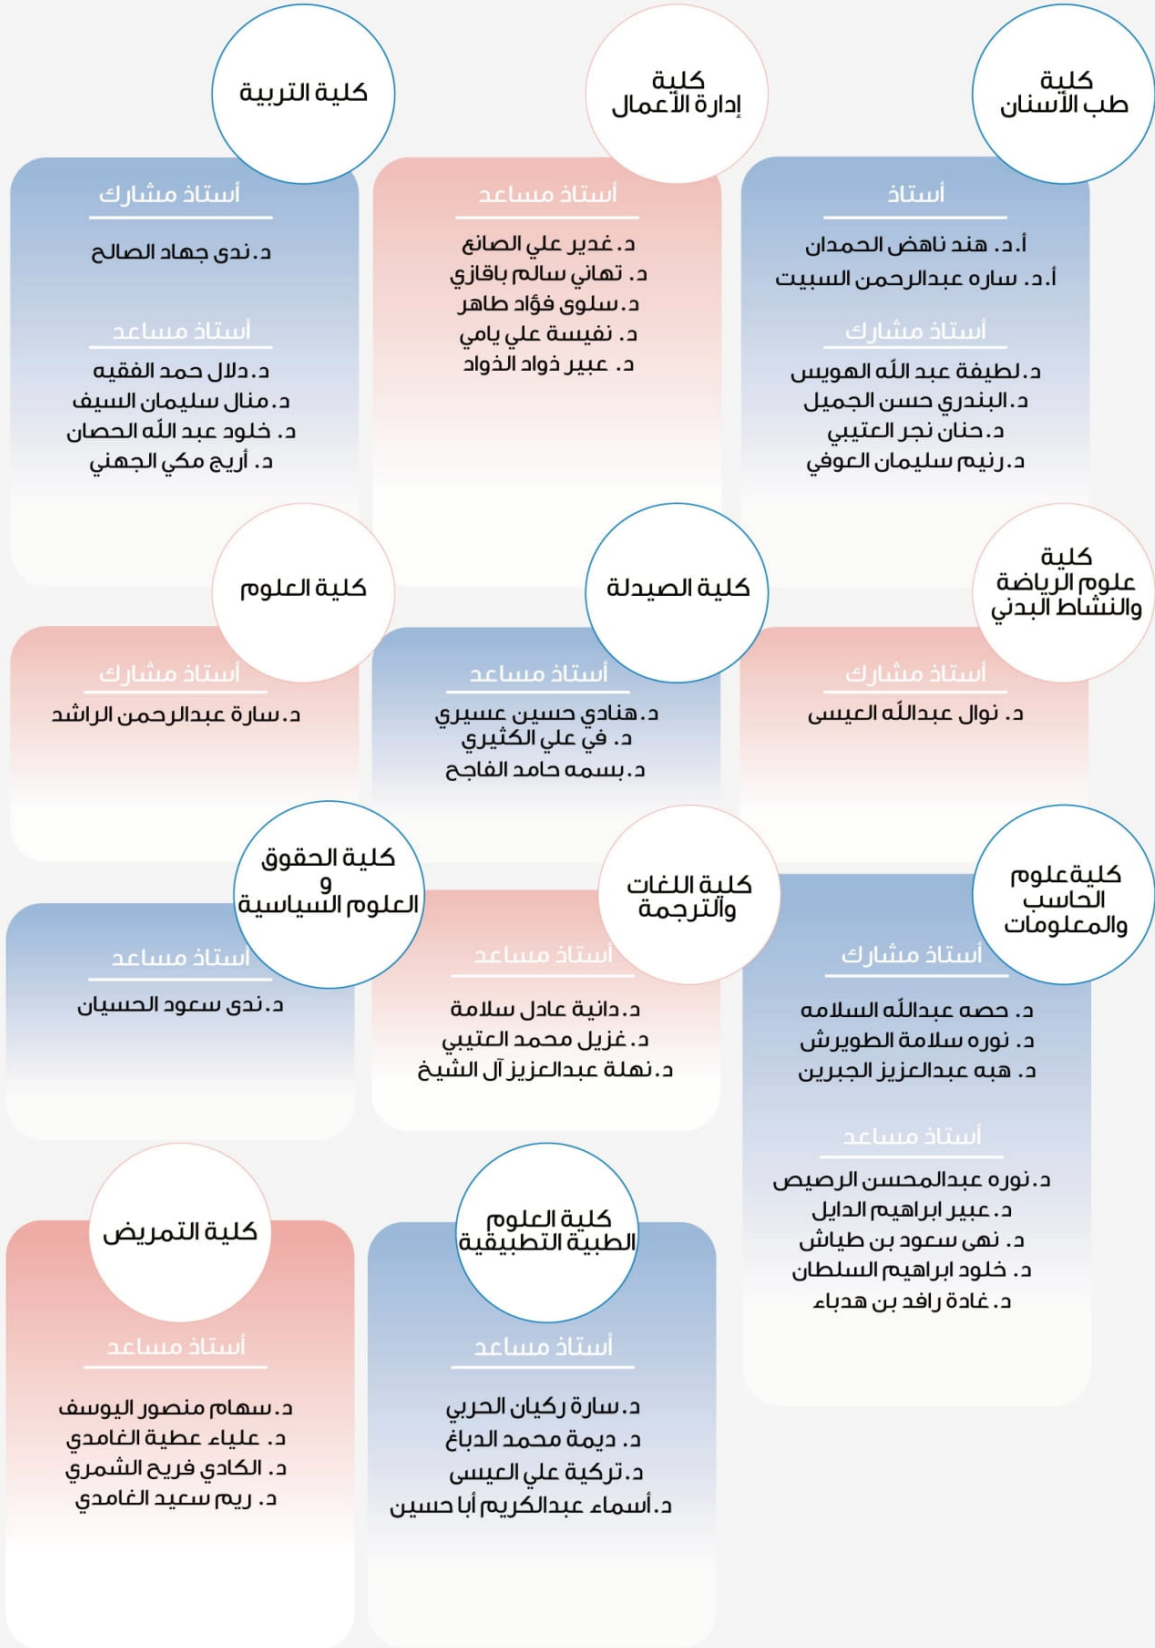 كلية
طب الأسنان
أستاذ
أ.د. هند ناهض الحمدان
أ.د. ساره عبدالرحمن السبيت
أستاذ مشارك
د.لطيفة عبد الله الهويس
د.البندري حسن الجميل
د.حنان نجر العتيبي
د.رنيم سليمان العوفي
كلية
إدارة الأعمال
أستاذ مساعد
د.غدير علي الصانع
د. تهاني سالم باقازي
د.سلوى فؤاد طاهر
د. نفيسة علي يامي
د. عبير ذواد الذواد
كلية التربية
أستاذ مشارك
د.ندى جهاد الصالح
أستاذ مساعد
د.دلال حمد الفقيه
د.منال سليمان السيف
د. خلود عبد الله الحصان
د. أريج مكي الجهني
كلية
علوم الرياضة
والنشاط البدني
أستاذ مشارك
د. نوال عبدالله العيسى
كلية الصيدلة
أستاذ مساعد
د.هنادي حسين عسيري
د. في علي الكثيري
د.بسمه حامد الفاجح
كلية العلوم
أستاذ مشارك
د.سارة عبدالرحمن الراشد
كلية علوم
الحاسب
والمعلومات
أستاذ مشارك
د. حصه عبدالله السلامه
د. نوره سلامة الطويرش
د. هبه عبدالعزيز الجبرين
أستاذ مساعد
د.نوره عبدالمحسن الرصيص
د.عبير ابراهيم الدايل
د. نهى سعود بن طياش
د. خلود ابراهيم السلطان
د.غادة رافد بن هدباء
كلية اللغات
والترجمة
أستاذ مساعد
د.دانية عادل سلامة
د.غزيل محمد العتيبي
د.نهلة عبدالعزيز آل الشيخ
كلية الحقوق
و
العلوم السياسية
أستاذ مساعد
د.ندى سعود الحسيان
كلية العلوم
الطبية التطبيقية
أستاذ مساعد
د.سارة ركيان الحربي
د. ديمة محمد الدباغ
د.تركية علي العيسى
د.أسماء عبدالكريم أبا حسين
كلية التمريض
أستاذ مساعد
د.سهام منصور اليوسف
د. علياء عطية الغامدي
د. الكادي فريح الشمري
د. ريم سعيد الغامدي